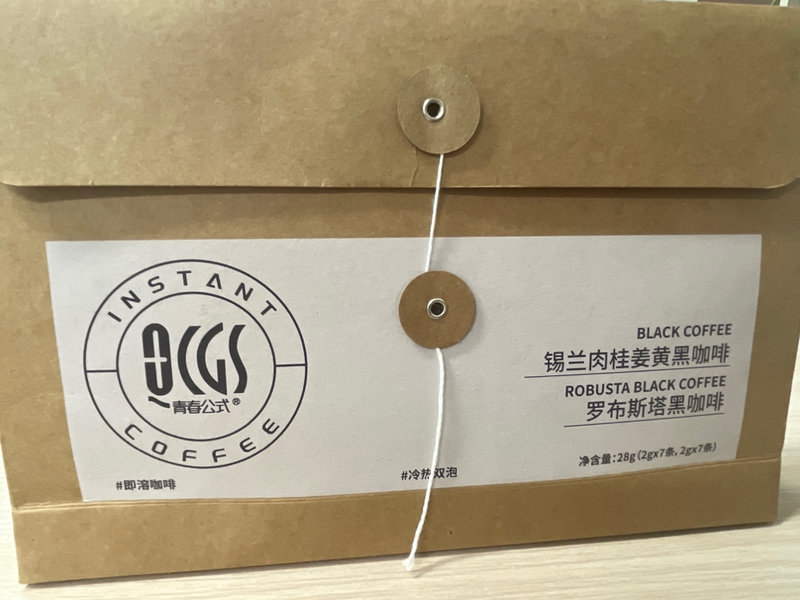 INSTANT
QCGS
青春公式®
COFFEE
#即溶咖啡
#冷热双泡
BLACK COFFEE
锡兰肉桂姜黄黑咖啡
ROBUSTA BLACK COFFEE
罗布斯塔黑咖啡
净含量:28g(2gx7条, 2gx7条)